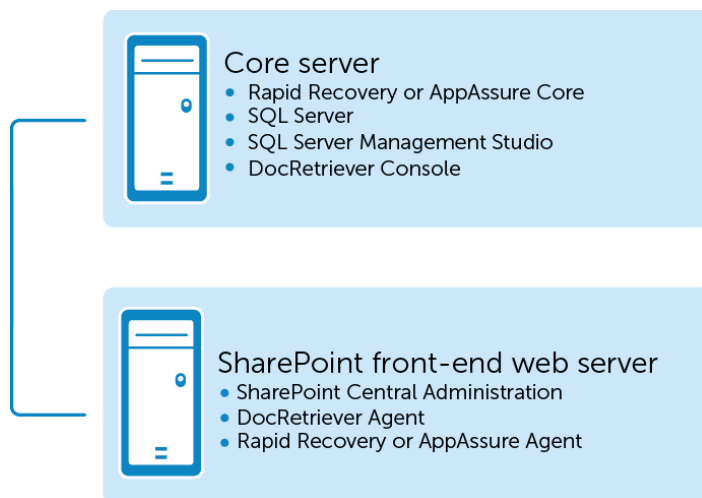 Core server
• Rapid Recovery or AppAssure Core
• SQL Server
• SQL Server Management Studio
• DocRetriever Console
SharePoint front-end web server
• SharePoint Central Administration
• DocRetriever Agent
• Rapid Recovery or AppAssure Agent